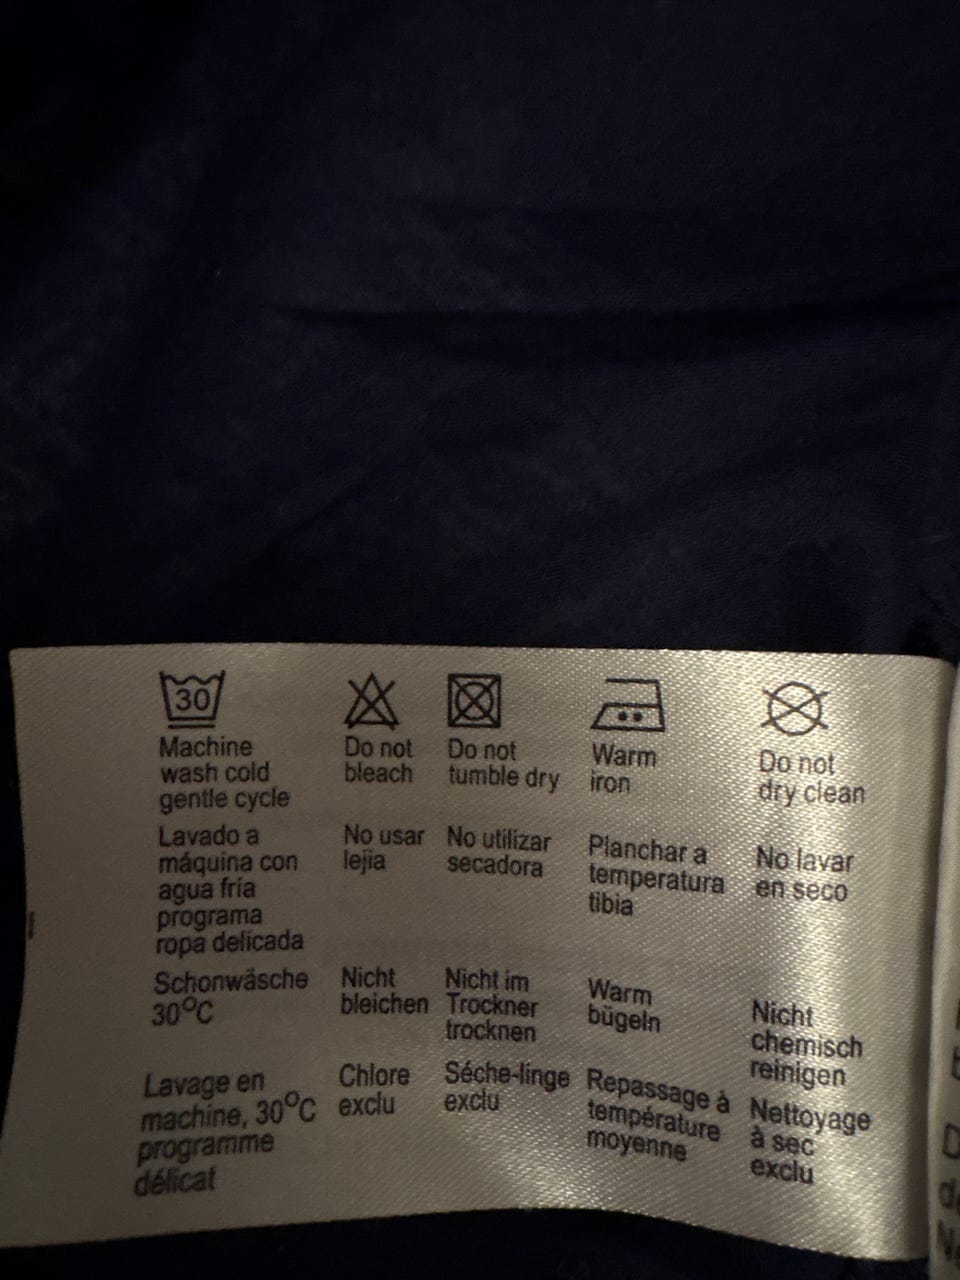 30
Machine
wash cold
gentle cycle
Do not
bleach
Do not
tumble dry
Warm
iron
Do not
dry clean
Lavado a
máquina con
agua fría
programa
ropa delicada
No usar
lejia
No utilizar
secadora
Planchar a
temperatura
tibia
No lavar
en seco
Schonwäsche
30°C
Nicht
bleichen
Nicht im
Trockner
trocknen
Warm
bügeln
Nicht
chemisch
reinigen
Lavage en
machine, 30°C
programme
délicat
Chlore
exclu
Séche-linge
exclu
Repassage à
température
moyenne
Nettoyage
à sec
exclu